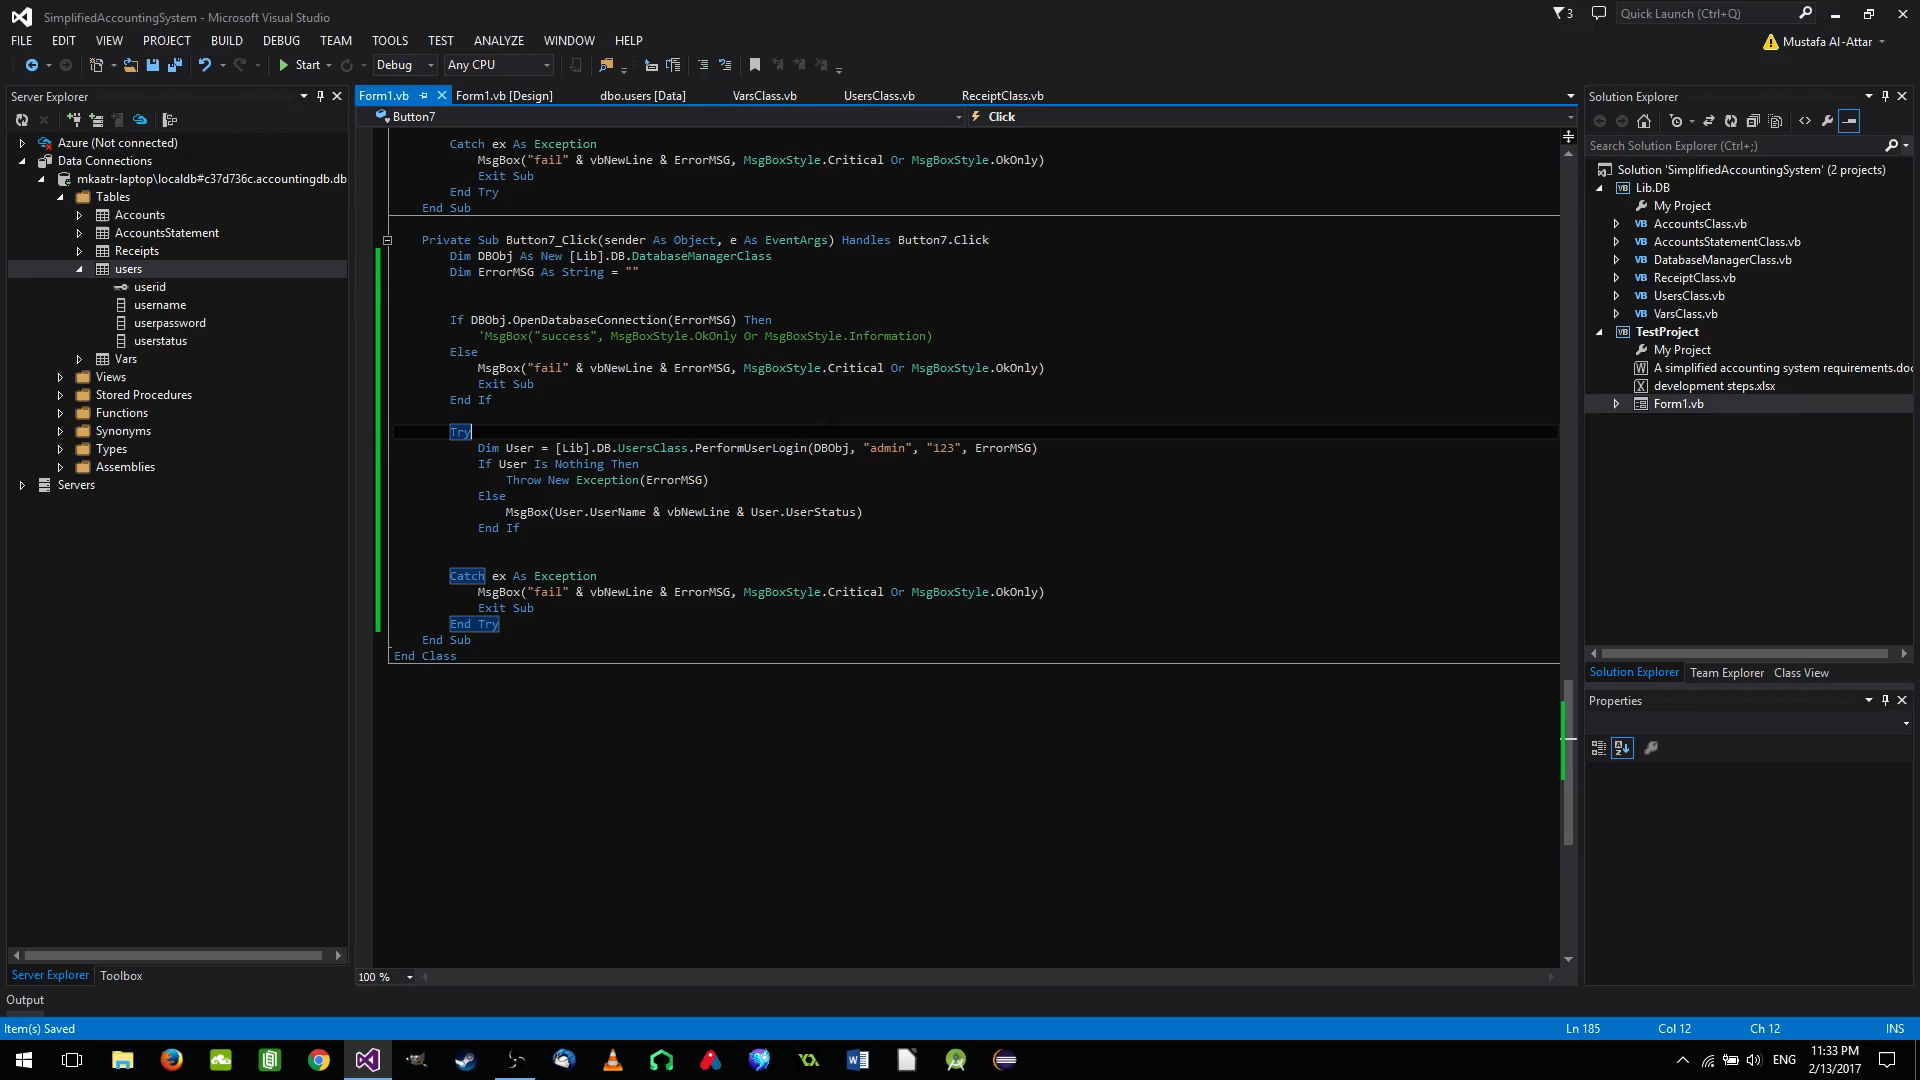 SimplifiedAccountingSystem - Microsoft Visual Studio
3
Quick Launch (Ctrl+Q)
FILE EDIT VIEW PROJECT BUILD DEBUG TEAM TOOLS TEST ANALYZE WINDOW HELP
Mustafa Al-Attar
Start Debug Any CPU
Server Explorer
Azure (Not connected)
Data Connections
mkaatr-laptop\localdb#c37d736c.accountingdb.db
Tables
Accounts
AccountsStatement
Receipts
users
userid
username
userpassword
userstatus
Vars
Views
Stored Procedures
Functions
Synonyms
Types
Assemblies
Servers
Server Explorer Toolbox
Form1.vb Form1.vb [Design] dbo.users [Data] VarsClass.vb UsersClass.vb ReceiptClass.vb
Button7 Click
Catch ex As Exception
MsgBox("fail" & vbNewLine & ErrorMSG, MsgBoxStyle.Critical Or MsgBoxStyle.OkOnly)
Exit Sub
End Try
End Sub
Private Sub Button7_Click(sender As Object, e As EventArgs) Handles Button7.Click
Dim DBObj As New [Lib].DB.DatabaseManagerClass
Dim ErrorMSG As String = ""
If DBObj.OpenDatabaseConnection(ErrorMSG) Then
'MsgBox("success", MsgBoxStyle.OkOnly Or MsgBoxStyle.Information)
Else
MsgBox("fail" & vbNewLine & ErrorMSG, MsgBoxStyle.Critical Or MsgBoxStyle.OkOnly)
Exit Sub
End If
Try
Dim User = [Lib].DB.UsersClass.PerformUserLogin(DBObj, "admin", "123", ErrorMSG)
If User Is Nothing Then
Throw New Exception(ErrorMSG)
Else
MsgBox(User.UserName & vbNewLine & User.UserStatus)
End If
Catch ex As Exception
MsgBox("fail" & vbNewLine & ErrorMSG, MsgBoxStyle.Critical Or MsgBoxStyle.OkOnly)
Exit Sub
End Try
End Sub
End Class
100 %
Solution Explorer
Search Solution Explorer (Ctrl+;)
Solution 'SimplifiedAccountingSystem' (2 projects)
VB Lib.DB
My Project
VB AccountsClass.vb
VB AccountsStatementClass.vb
VB DatabaseManagerClass.vb
VB ReceiptClass.vb
VB UsersClass.vb
VB VarsClass.vb
VB TestProject
My Project
A simplified accounting system requirements.doc
development steps.xlsx
Form1.vb
Solution Explorer Team Explorer Class View
Properties
Output
Item(s) Saved Ln 185 Col 12 Ch 12 INS
ENG
11:33 PM
2/13/2017